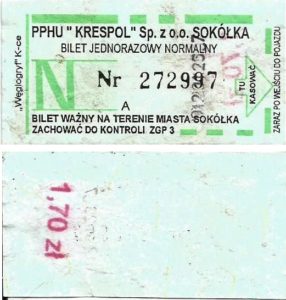 PPHU " KRESPOL" Sp. z o.o. SOKÓŁKA
BILET JEDNORAZOWY NORMALNY
N
Nr 272997
A
BILET WAŻNY NA TERENIE MIASTA SOKÓŁKA
ZACHOWAĆ DO KONTROLI ZGP 3
"Węglogryf" K-ce
TU
KASOWAĆ
ZARAZ PO WEJŚCIU DO POJAZDU
1,70 zł